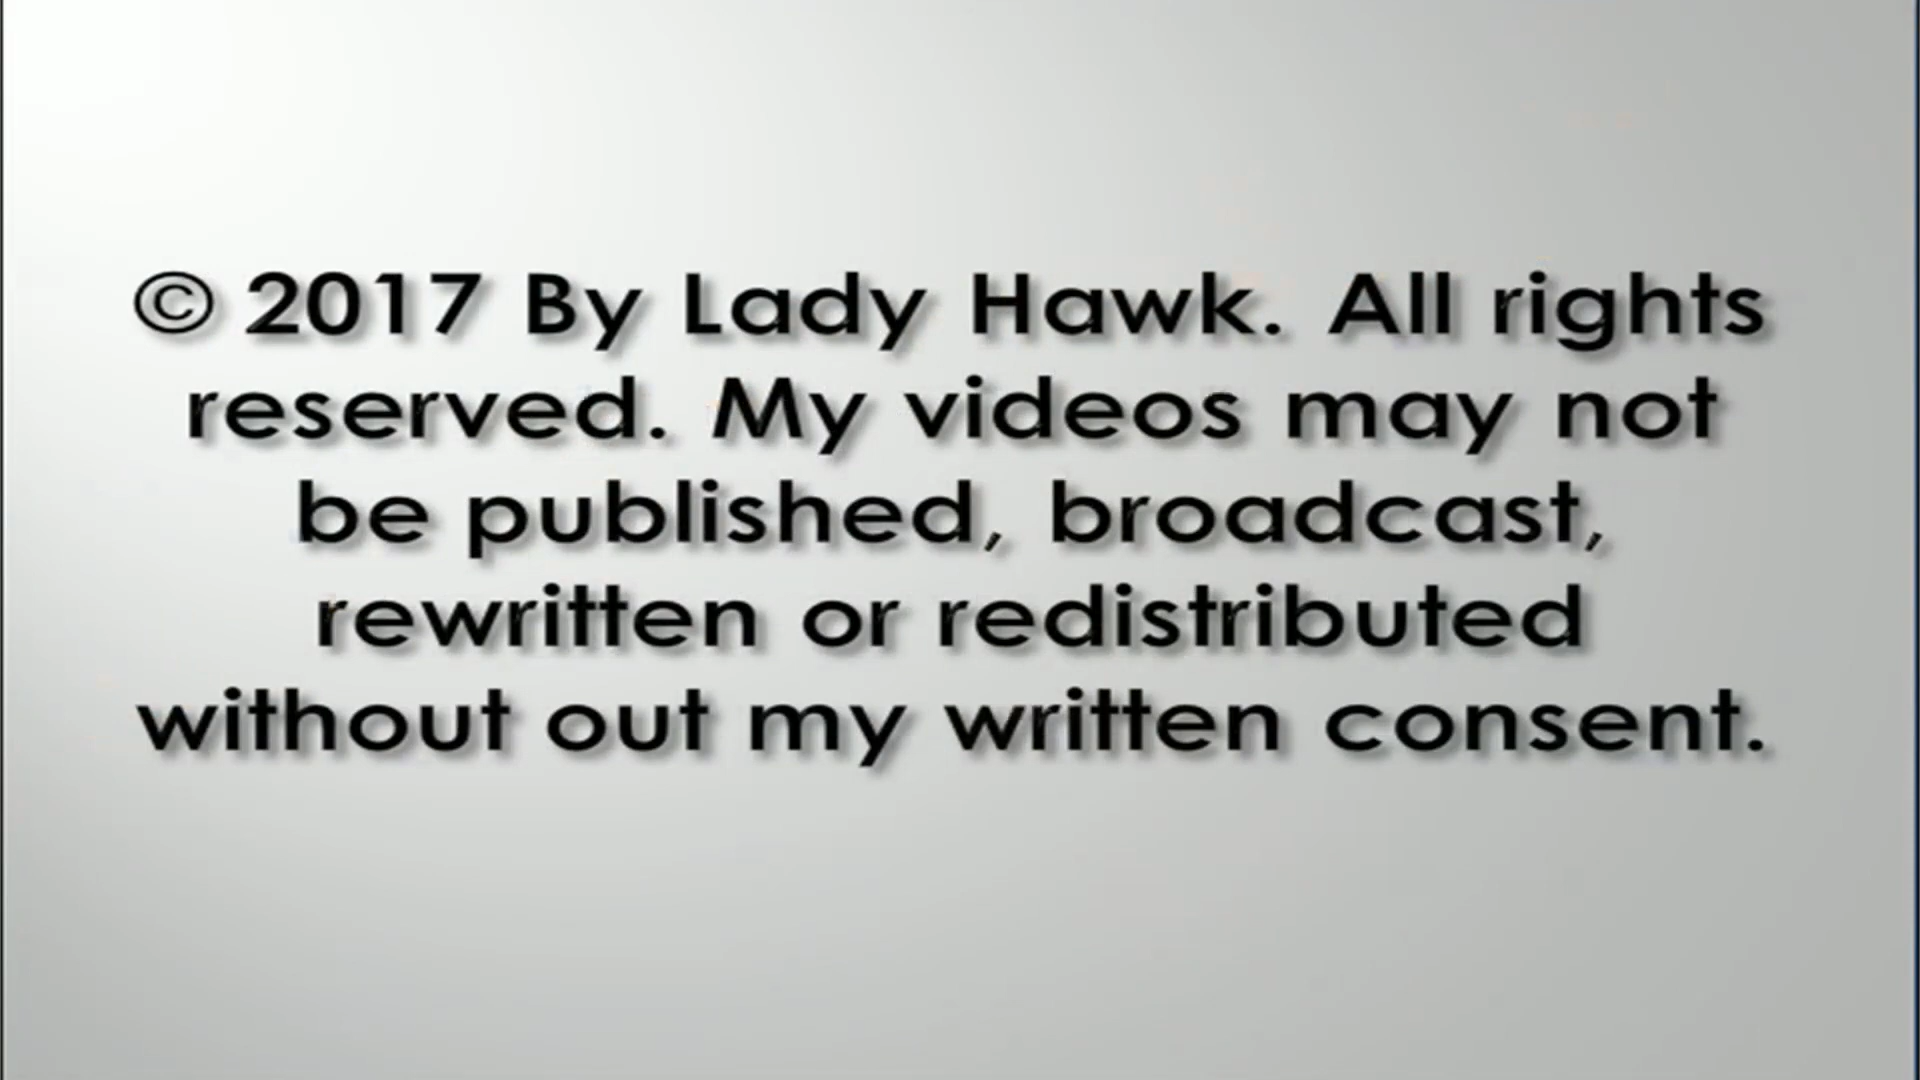 © 2017 By Lady Hawk. All rights
reserved. My videos may not
be published, broadcast,
rewritten or redistributed
without out my written consent.